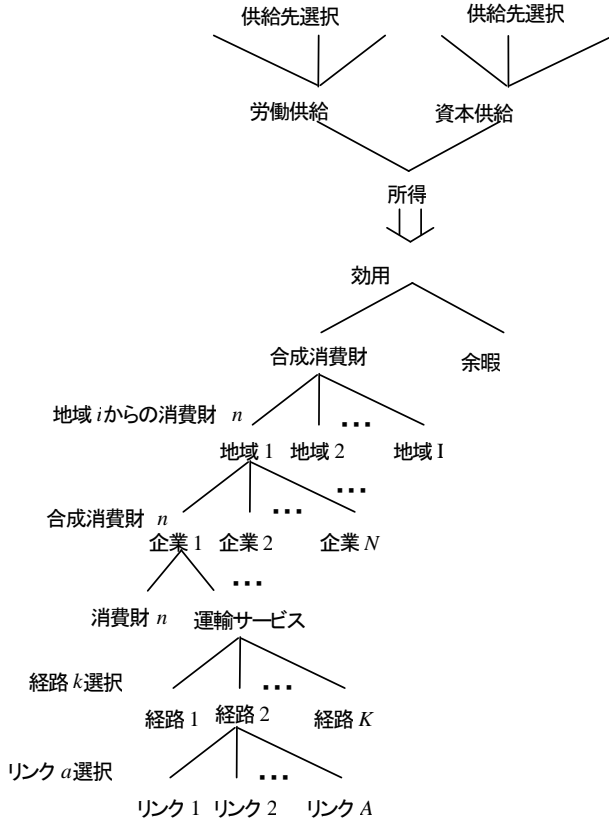 供給先選択 供給先選択
労働供給 資本供給
所得
効用
合成消費財 余暇
地域 iからの消費財 n
地域 1 地域 2 地域 I
合成消費財 n
企業 1 企業 2 企業 N
消費財 n 運輸サービス
経路 k選択
経路 1 経路 2 経路 K
リンク a選択
リンク 1 リンク 2 リンク A